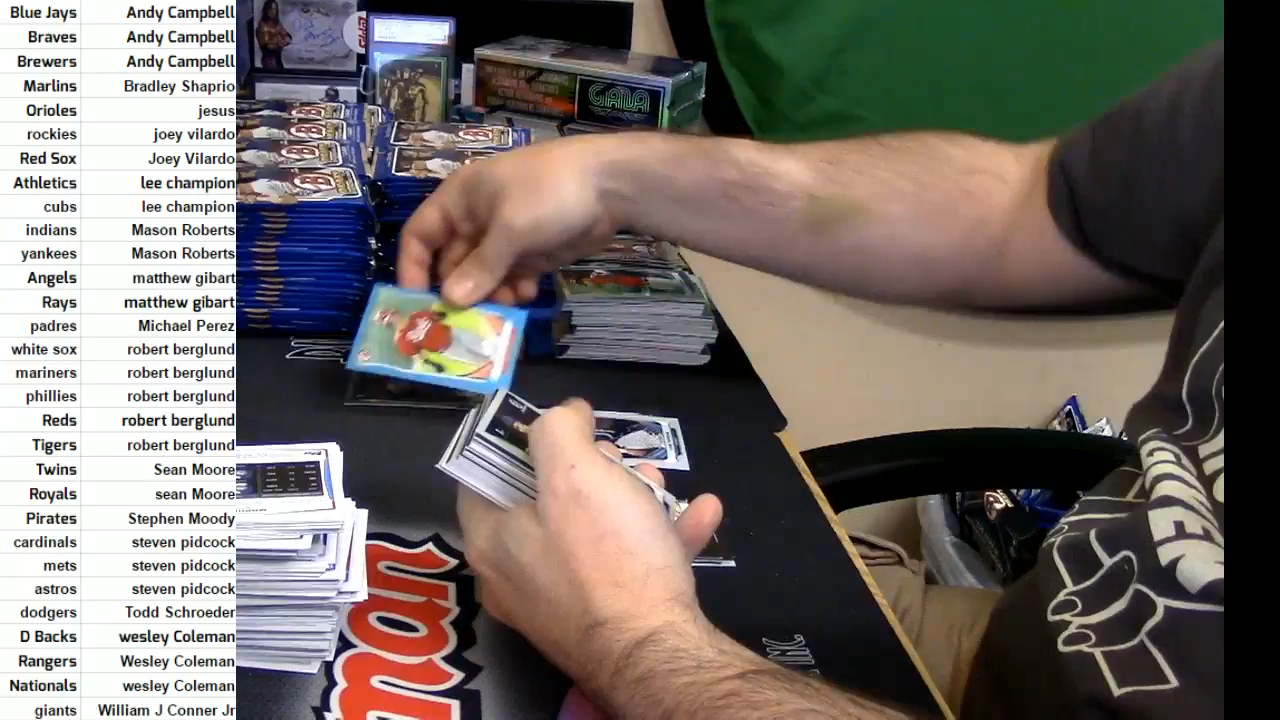 Blue Jays Andy Campbell
Braves Andy Campbell
Brewers Andy Campbell
Marlins Bradley Shaprio
Orioles jesus
rockies joey vilardo
Red Sox Joey Vilardo
Athletics lee champion
cubs lee champion
indians Mason Roberts
yankees Mason Roberts
Angels matthew gibart
Rays matthew gibart
padres Michael Perez
white sox robert berglund
mariners robert berglund
phillies robert berglund
Reds robert berglund
Tigers robert berglund
Twins Sean Moore
Royals sean Moore
Pirates Stephen Moody
cardinals steven pidcock
mets steven pidcock
astros steven pidcock
dodgers Todd Schroeder
D Backs wesley Coleman
Rangers Wesley Coleman
Nationals wesley Coleman
giants William J Conner Jr
GALA
man
INC